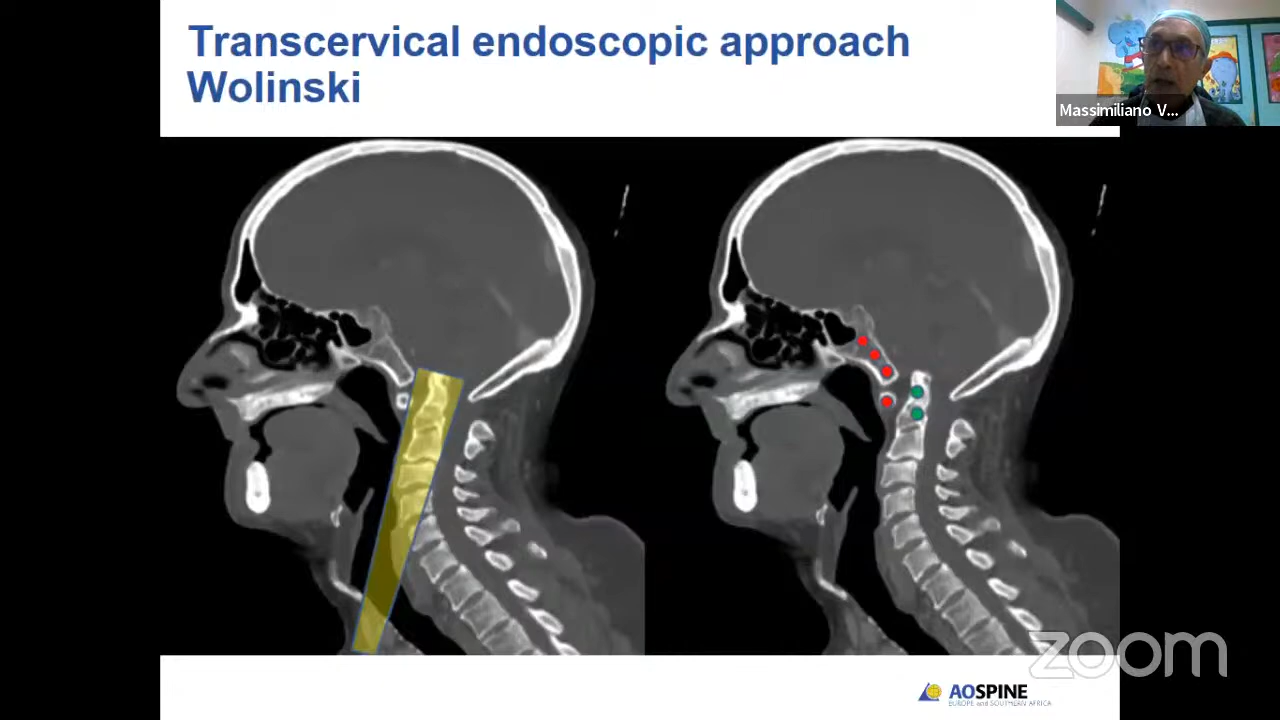 Transcervical endoscopic approach
Wolinski
Massimiliano V...
zoom
AOSPINE
EUROPE and SOUTHERN AFRICA